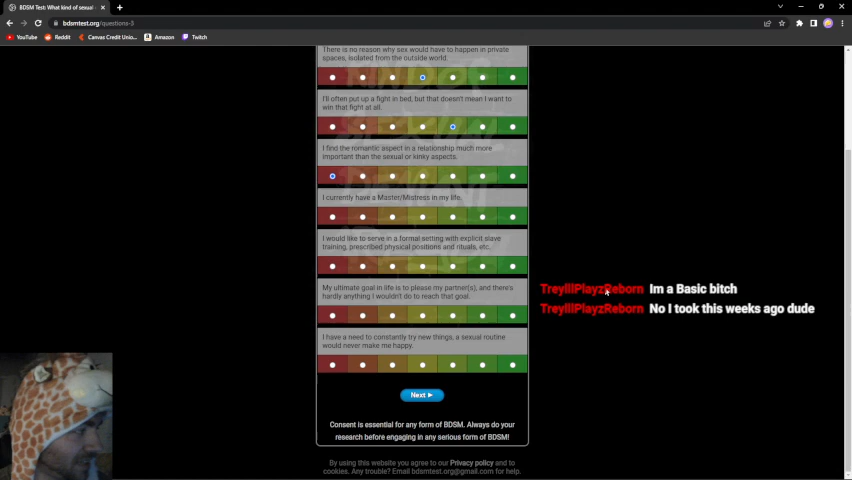 BDSM Test: What kind of sexual
bdsmtest.org/questions-3
YouTube Reddit Canvas Credit Unio... Amazon Twitch
There is no reason why sex would have to happen in private
spaces, isolated from the outside world.
I'll often put up a fight in bed, but that doesn't mean I want to
win that fight at all.
I find the romantic aspect in a relationship much more
important than the sexual or kinky aspects.
I currently have a Master/Mistress in my life.
I would like to serve in a formal setting with explicit slave
training, prescribed physical positions and rituals, etc.
My ultimate goal in life is to please my partner(s), and there's
hardly anything I wouldn't do to reach that goal.
TreyIIIPlayzReborn Im a Basic bitch
TreyIIIPlayzReborn No I took this weeks ago dude
I have a need to constantly try new things, a sexual routine
would never make me happy.
Next
Consent is essential for any form of BDSM. Always do your
research before engaging in any serious form of BDSM!
By using this website you agree to our Privacy policy and to
cookies. Any trouble? Email bdsmtest.org@gmail.com for help.